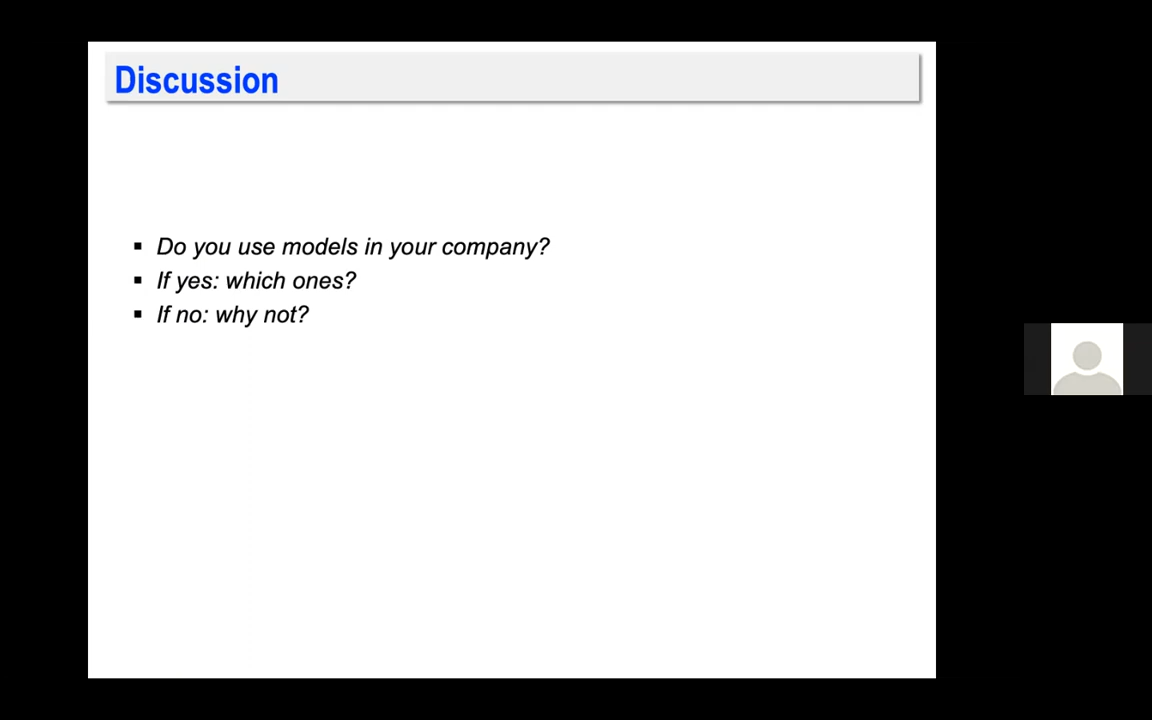 Discussion
▪ Do you use models in your company?
▪ If yes: which ones?
▪ If no: why not?